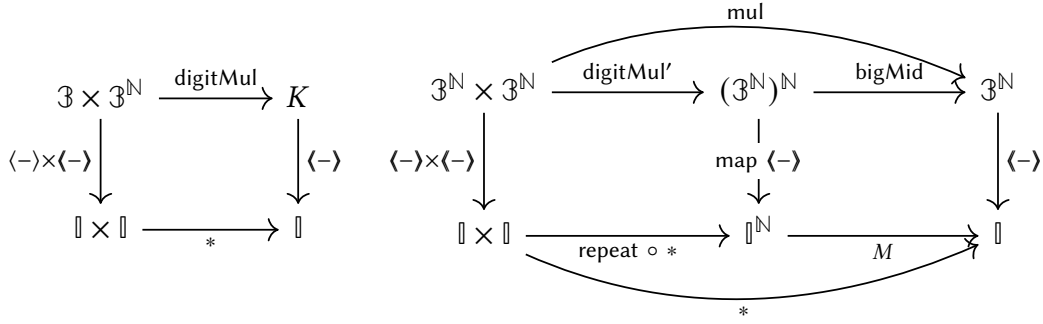 mul
digitMul digitMul′ bigMid
𝟛 × 𝟛^ℕ K 𝟛^ℕ × 𝟛^ℕ (𝟛^ℕ)^ℕ 𝟛^ℕ
⟨–⟩×⟪–⟫ ⟪–⟫ ⟪–⟫×⟪–⟫ map ⟪–⟫ ⟪–⟫
𝕀 × 𝕀 𝕀 𝕀 × 𝕀 𝕀^ℕ 𝕀
* repeat ∘ * M
*